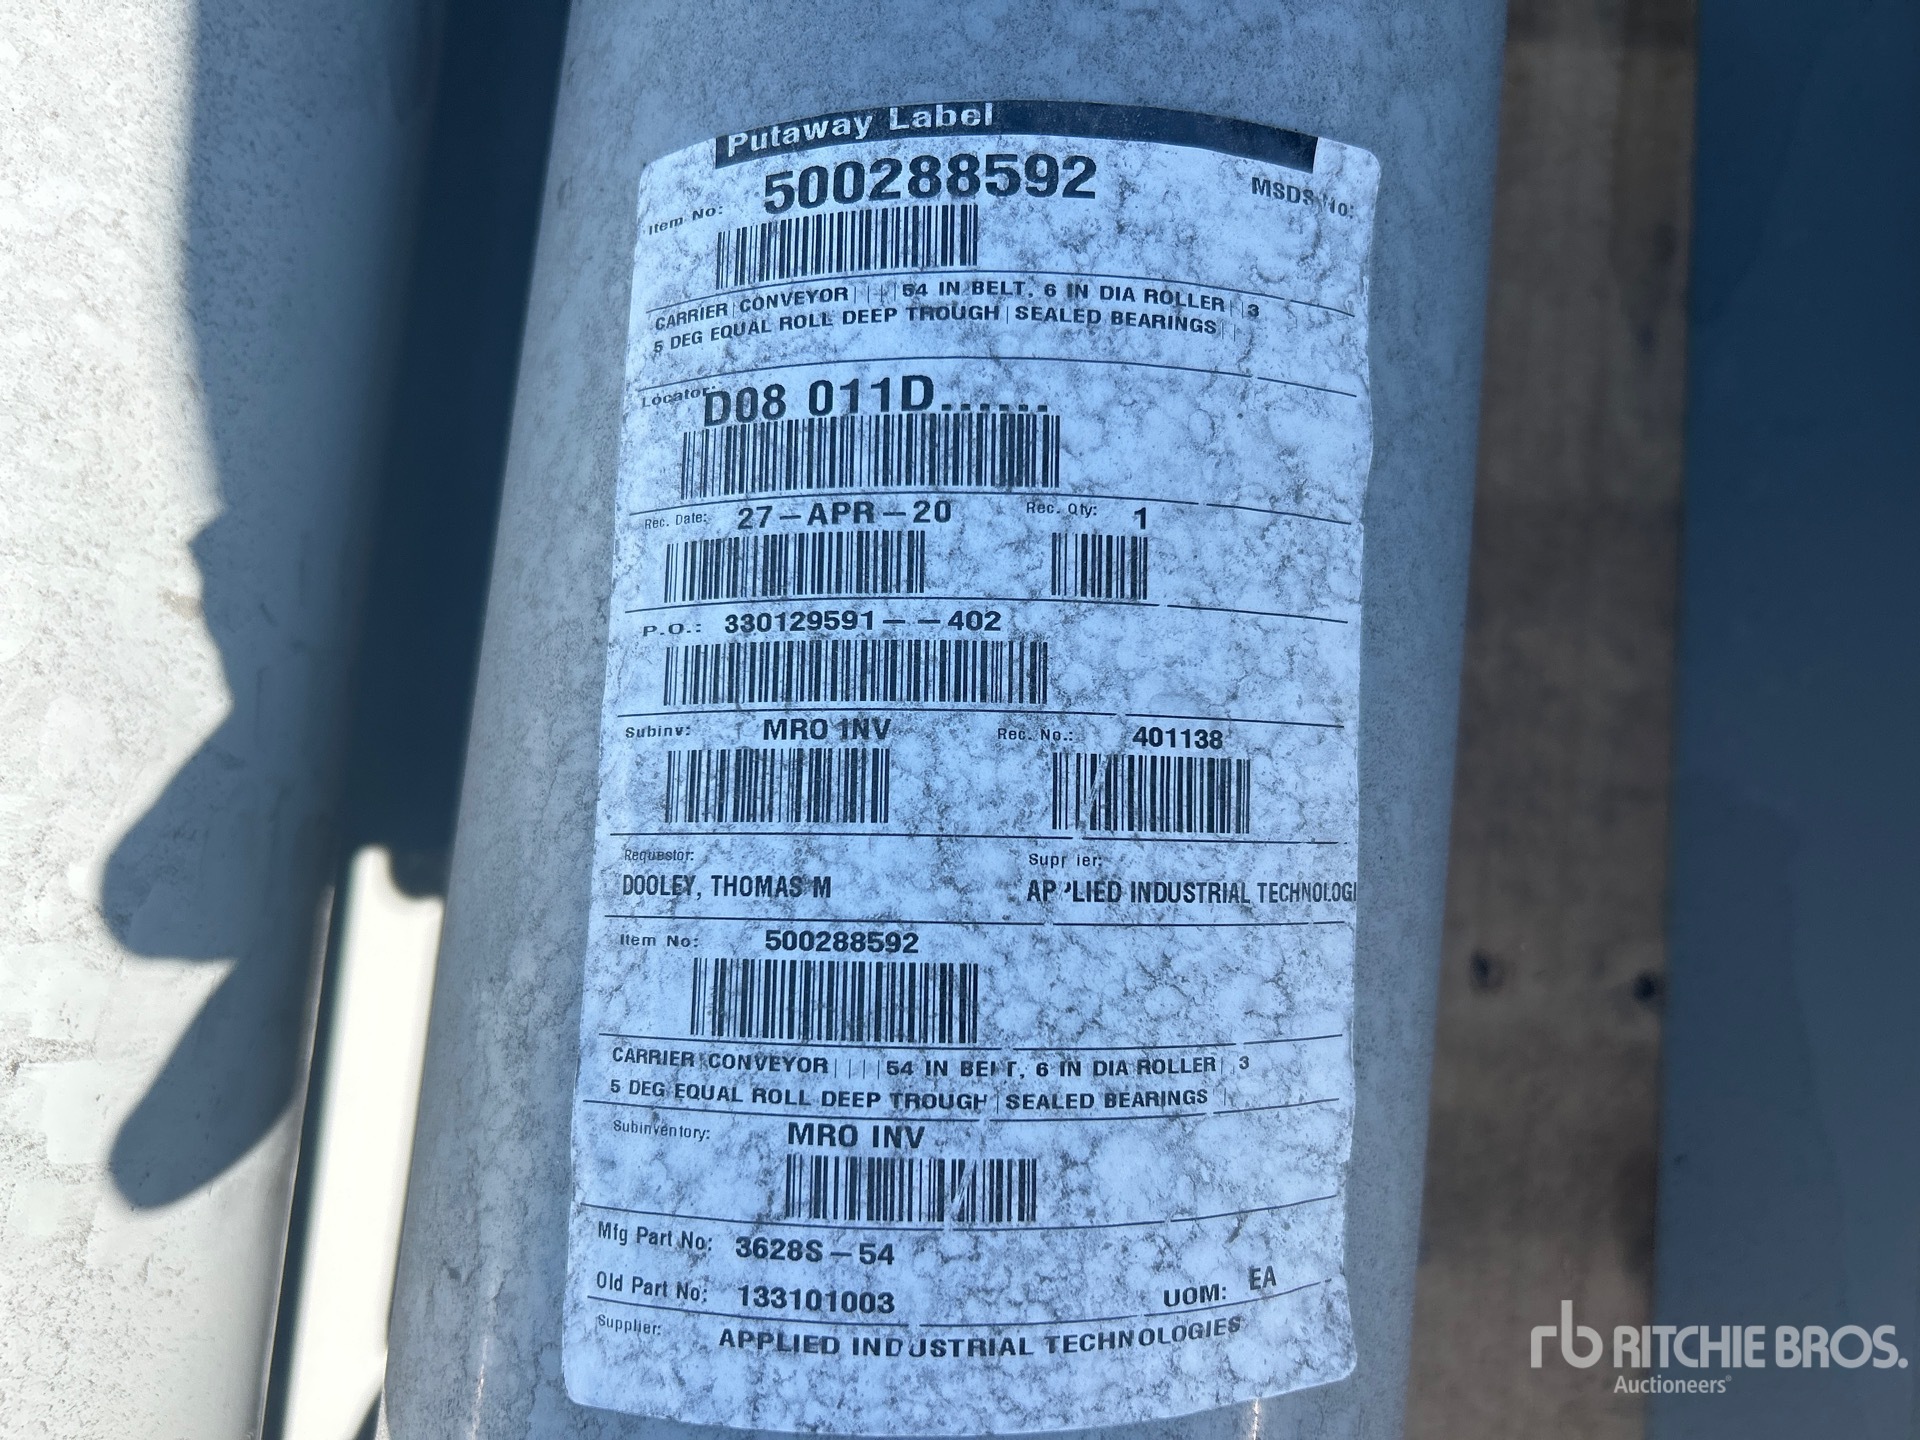 Putaway Label
Item No: 500288592 MSDS No:
CARRIER|CONVEYOR||||54 IN BELT, 6 IN DIA ROLLER||3
5 DEG EQUAL ROLL DEEP TROUGH|SEALED BEARINGS||
Locator: D08 011D......
Rec. Date: 27-APR-20 Rec. Qty: 1
P.O.: 330129591--402
Subinv: MRO INV Rec. No.: 401138
Requestor: Supplier:
DOOLEY, THOMAS M APPLIED INDUSTRIAL TECHNOLOGI
Item No: 500288592
CARRIER|CONVEYOR||||54 IN BELT, 6 IN DIA ROLLER||3
5 DEG EQUAL ROLL DEEP TROUGH|SEALED BEARINGS||
Subinventory: MRO INV
Mfg Part No: 3628S-54
Old Part No: 133101003 UOM: EA
Supplier: APPLIED INDUSTRIAL TECHNOLOGIES
rb RITCHIE BROS.
Auctioneers